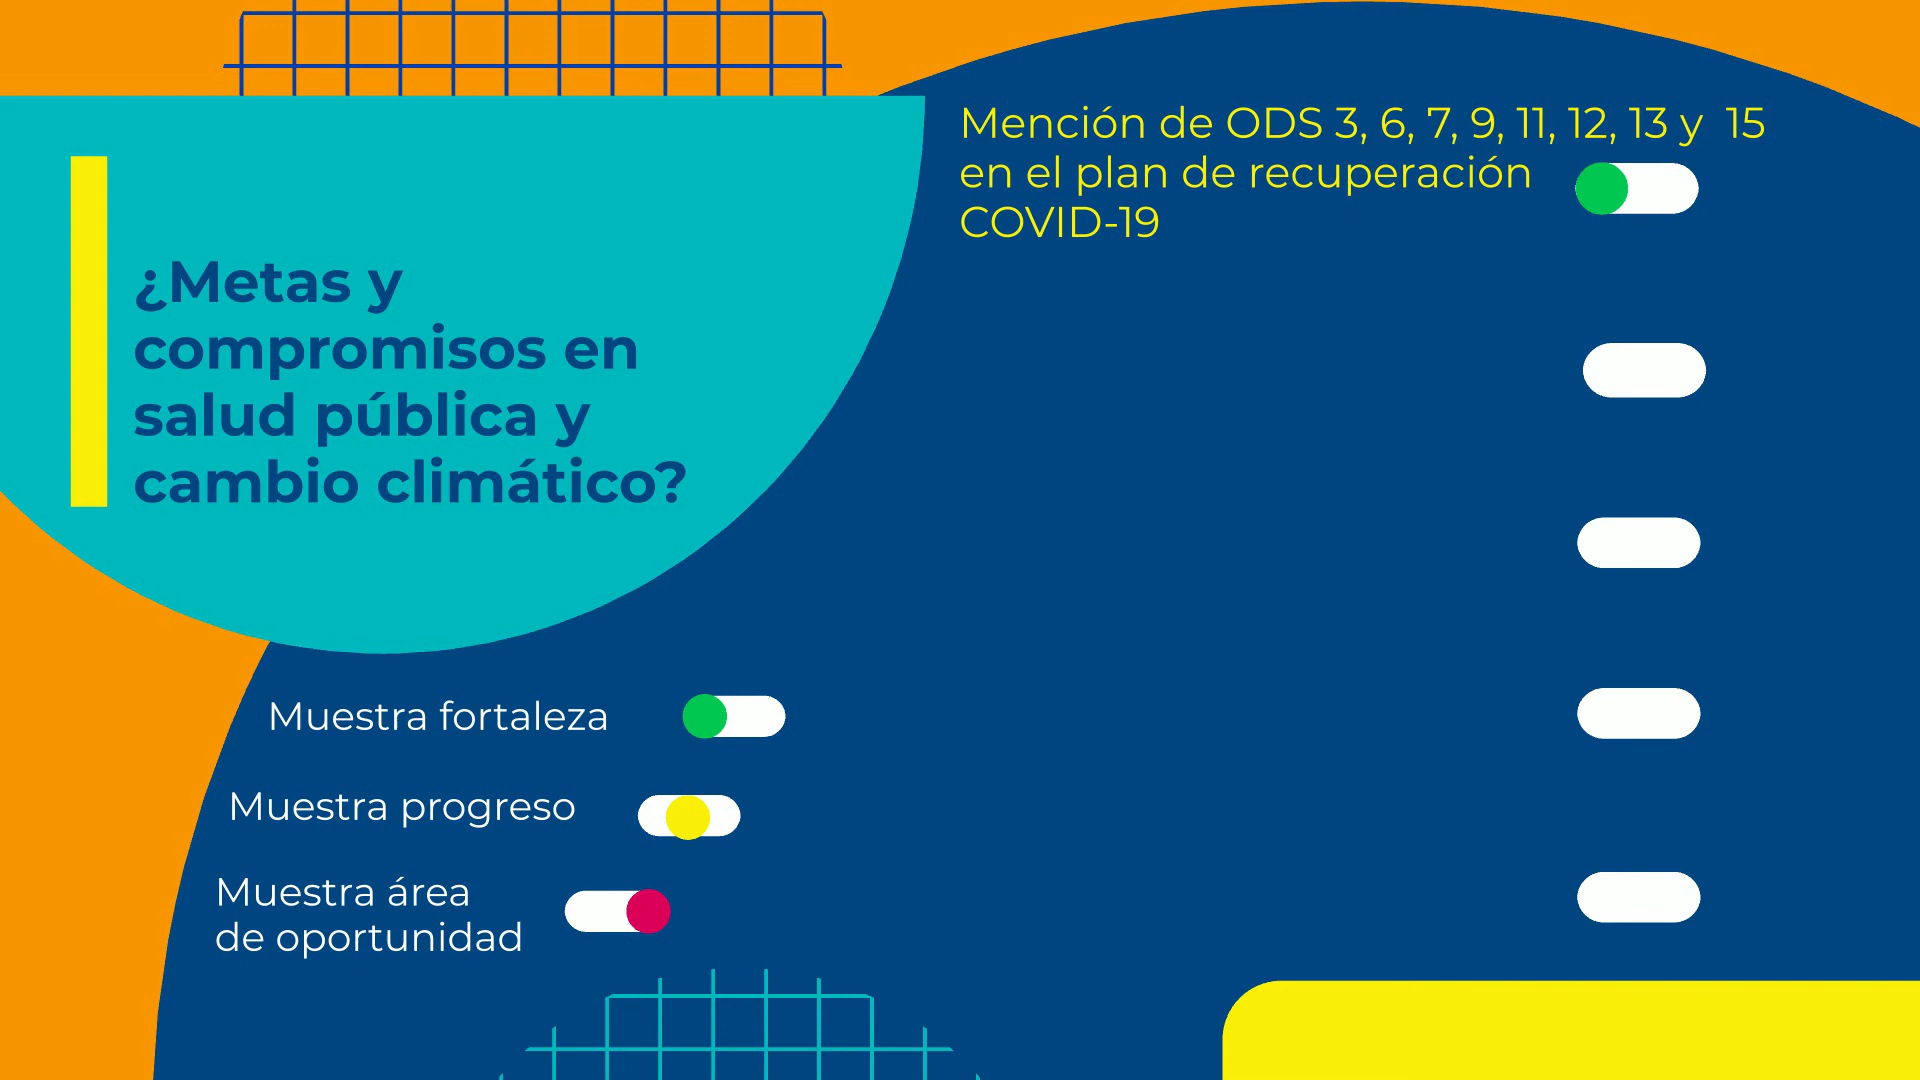 ¿Metas y
compromisos en
salud pública y
cambio climático?
Mención de ODS 3, 6, 7, 9, 11, 12, 13 y 15
en el plan de recuperación
COVID-19
Muestra fortaleza
Muestra progreso
Muestra área
de oportunidad